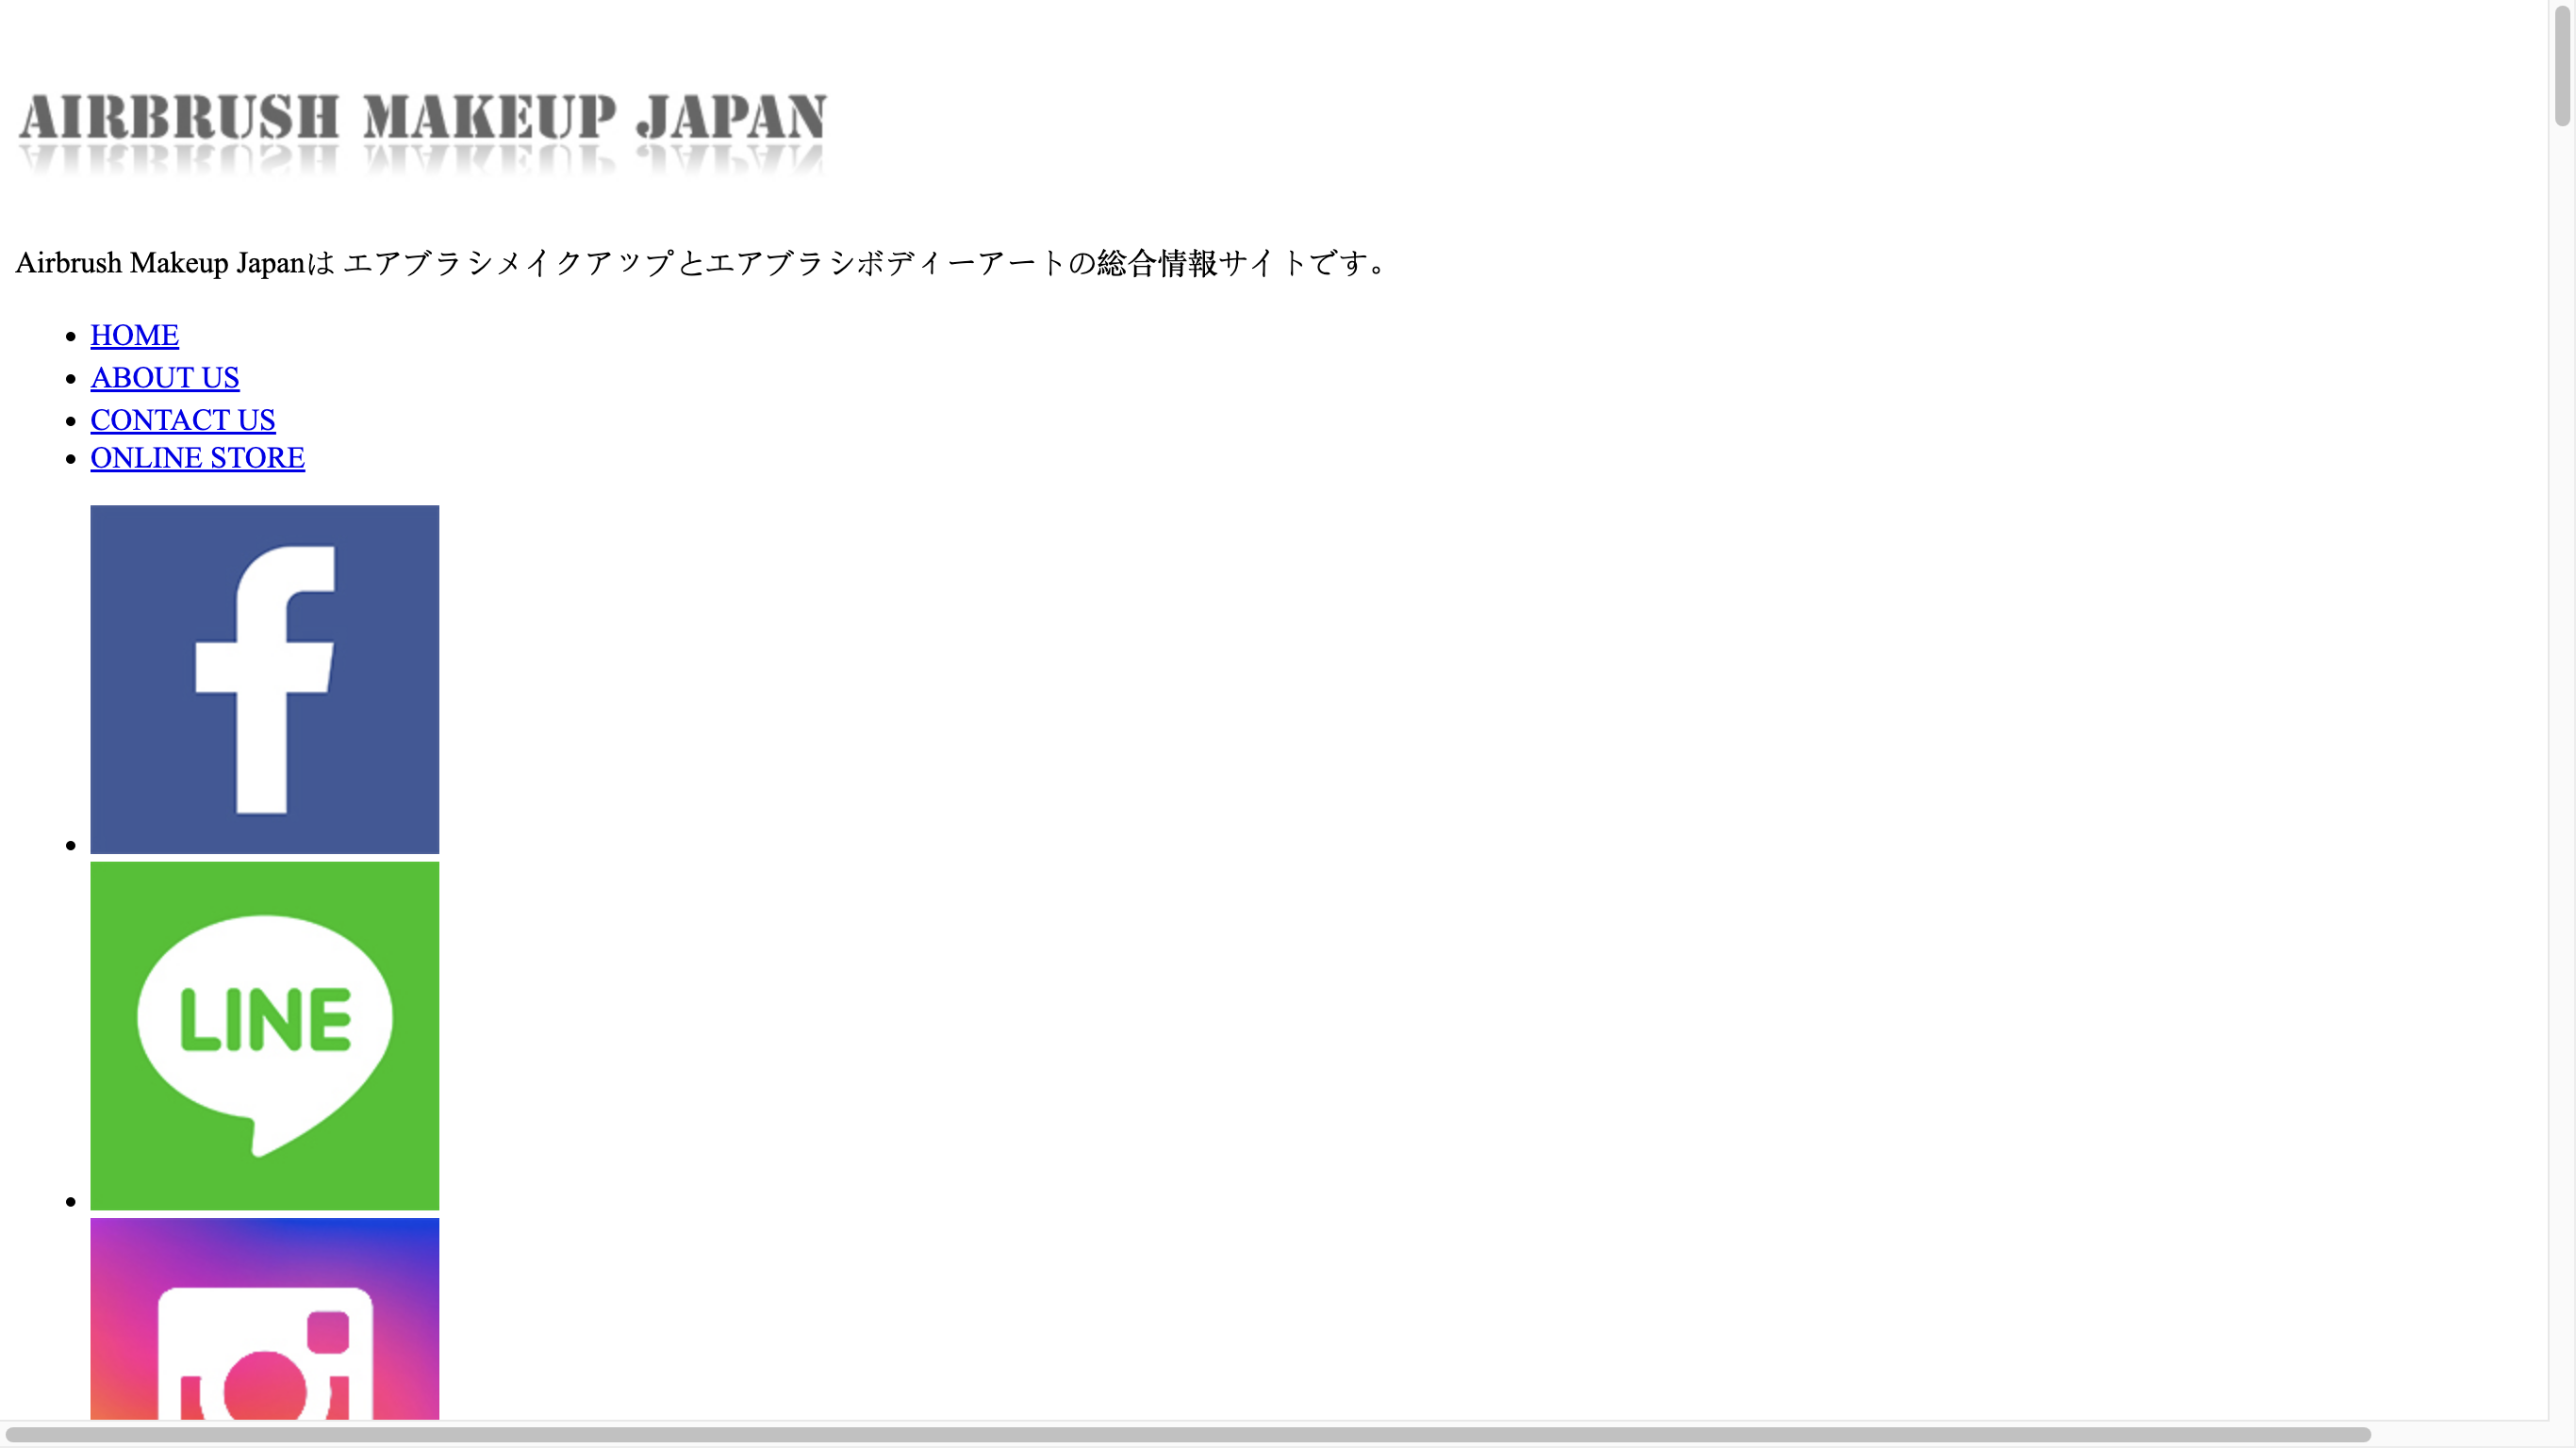 AIRBRUSH MAKEUP JAPAN
Airbrush Makeup Japanは エアブラシメイクアップとエアブラシボディーアートの総合情報サイトです。
HOME
ABOUT US
CONTACT US
ONLINE STORE
f
LINE